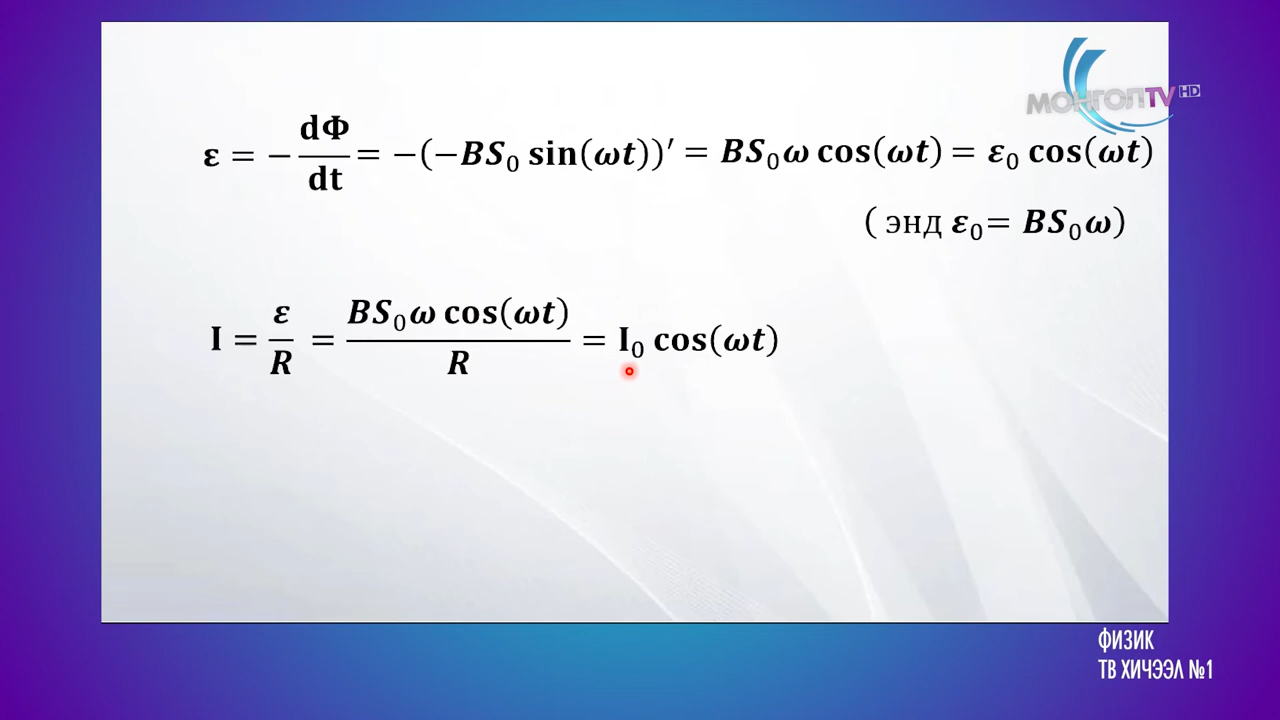 МОНГОЛ TV HD
ε = − dΦ/dt = −(−BS₀ sin(ωt))′ = BS₀ω cos(ωt) = ε₀ cos(ωt)
( энд ε₀= BS₀ω)
I = ε/R = BS₀ω cos(ωt)/R = I₀ cos(ωt)
ФИЗИК
ТВ ХИЧЭЭЛ №1